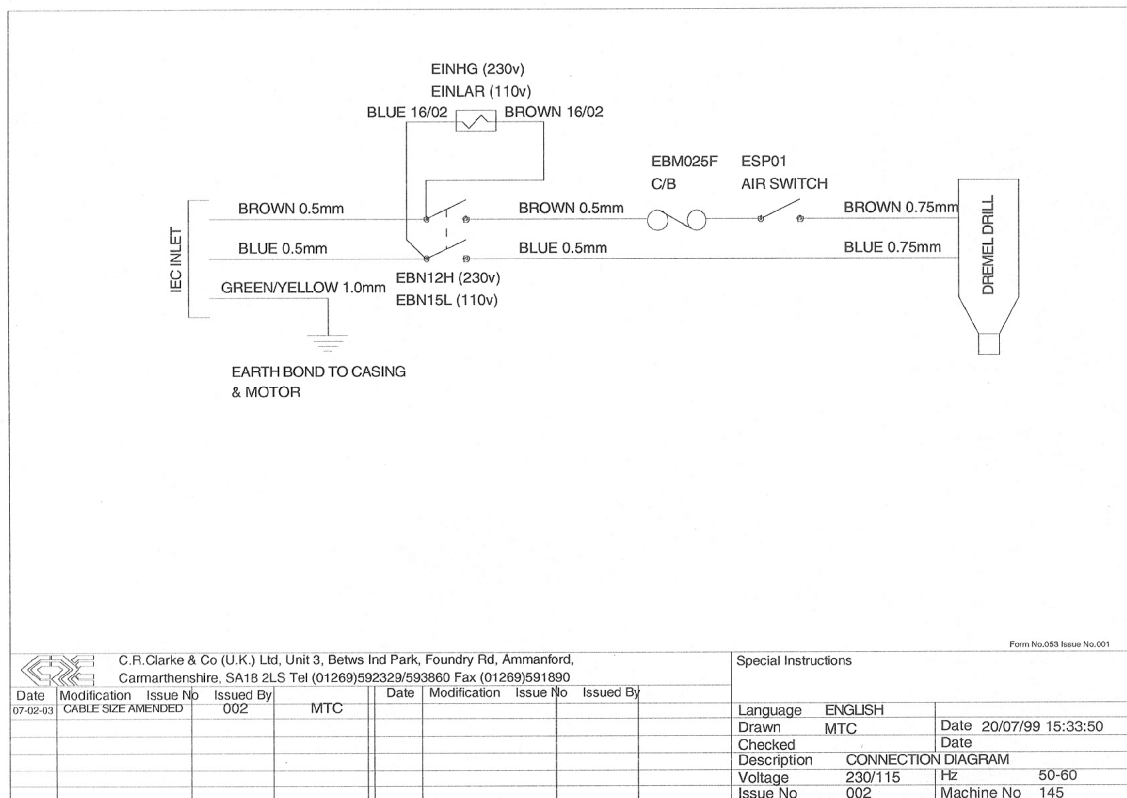 EINHG (230v)
EINLAR (110v)
BLUE 16/02
BROWN 16/02
EBM025F
C/B
ESP01
AIR SWITCH
BROWN 0.5mm
BROWN 0.5mm
BROWN 0.75mm
IEC INLET
BLUE 0.5mm
BLUE 0.5mm
BLUE 0.75mm
DREMEL DRILL
EBN12H (230v)
EBN15L (110v)
GREEN/YELLOW 1.0mm
EARTH BOND TO CASING
& MOTOR
Form No.053 Issue No.001
C.R.Clarke & Co (U.K.) Ltd, Unit 3, Betws Ind Park, Foundry Rd, Ammanford,
Carmarthenshire, SA18 2LS Tel (01269)592329/593860 Fax (01269)591890
Special Instructions
Date Modification Issue No Issued By Date Modification Issue No Issued By
07-02-03 CABLE SIZE AMENDED 002 MTC
Language ENGLISH
Drawn MTC Date 20/07/99 15:33:50
Checked Date
Description CONNECTION DIAGRAM
Voltage 230/115 Hz 50-60
Issue No 002 Machine No 145